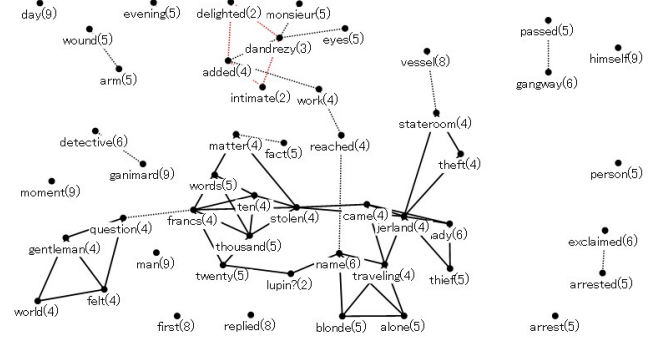 day(9)
evening(5)
delighted(2)
monsieur(5)
wound(5)
dandrezy(3)
eyes(5)
passed(5)
himself(9)
arm(5)
added(4)
vessel(8)
gangway(6)
intimate(2)
work(4)
stateroom(4)
detective(6)
matter(4)
fact(5)
reached(4)
theft(4)
ganimard(9)
person(5)
moment(9)
words(5)
ten(4)
francs(4)
stolen(4)
came(4)
jerland(4)
ady(6)
question(4)
gentleman(4)
thousand(5)
exclaimed(6)
man(9)
twenty(5)
lupin?(2)
name(6)
traveling(4)
thief(5)
arrested(5)
felt(4)
world(4)
first(8)
replied(8)
blonde(5)
alone(5)
arrest(5)